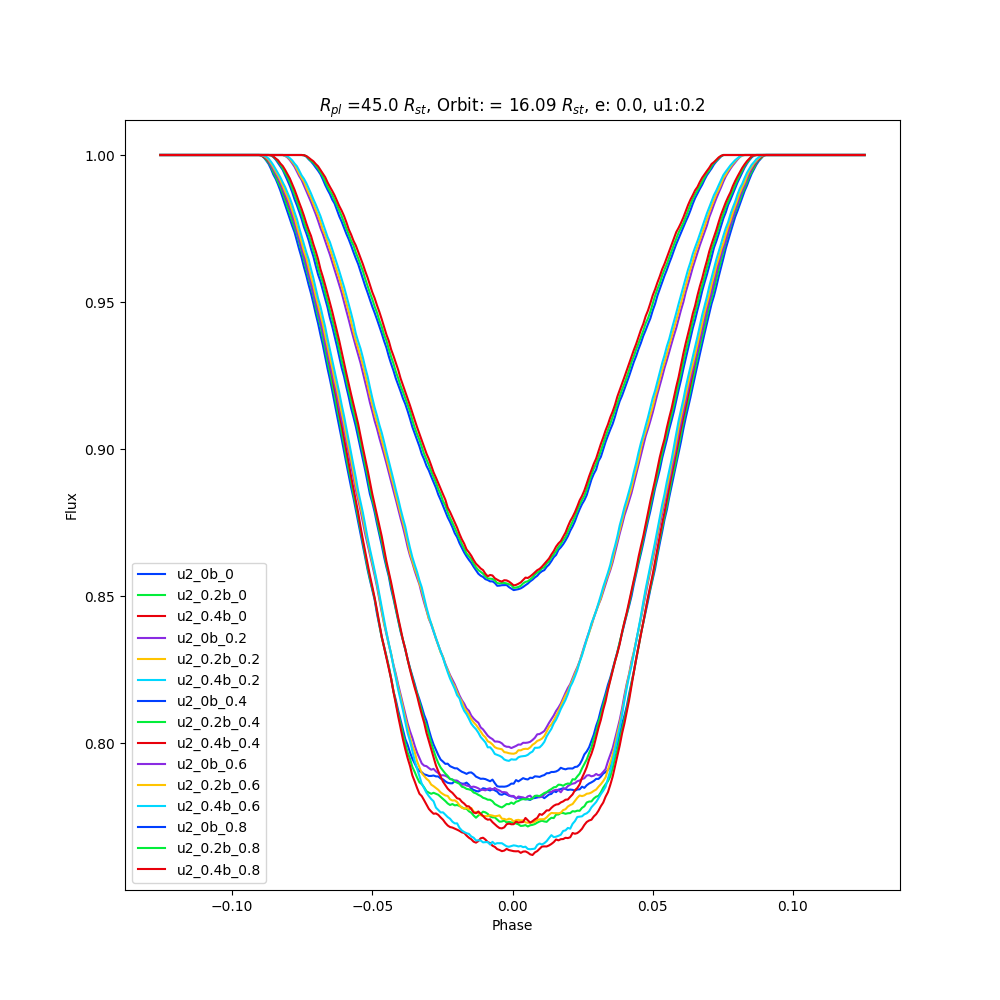 R_pl =45.0 R_st, Orbit: = 16.09 R_st, e: 0.0, u1:0.2
1.00
0.95
0.90
0.85
0.80
Flux
u2_0b_0
u2_0.2b_0
u2_0.4b_0
u2_0b_0.2
u2_0.2b_0.2
u2_0.4b_0.2
u2_0b_0.4
u2_0.2b_0.4
u2_0.4b_0.4
u2_0b_0.6
u2_0.2b_0.6
u2_0.4b_0.6
u2_0b_0.8
u2_0.2b_0.8
u2_0.4b_0.8
−0.10 −0.05 0.00 0.05 0.10
Phase